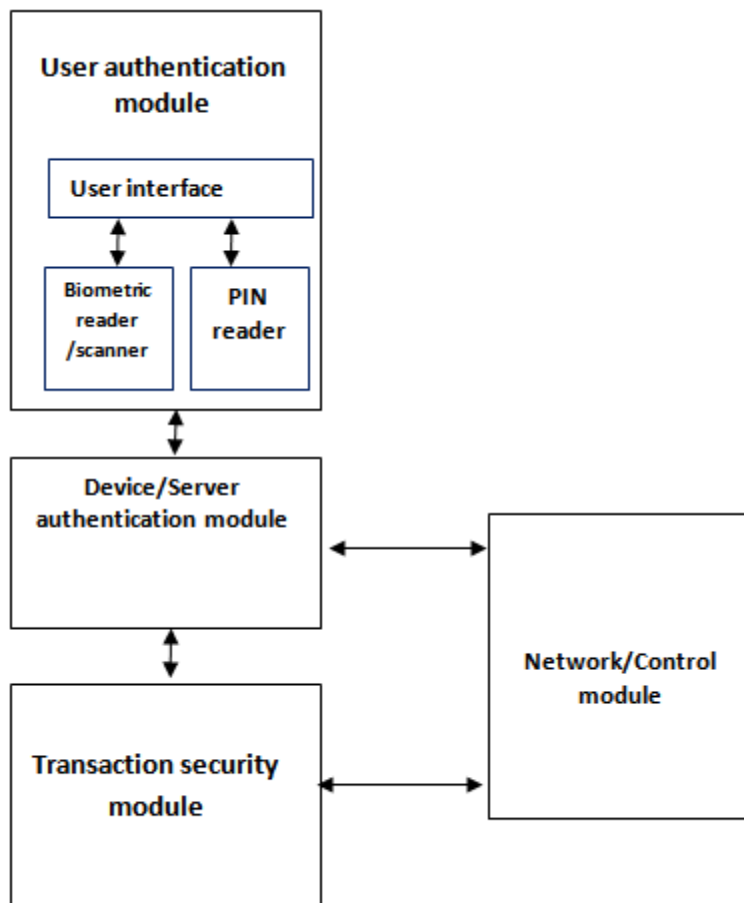 User authentication
module
User interface
Biometric
reader
/scanner
PIN
reader
Device/Server
authentication module
Network/Control
module
Transaction security
module